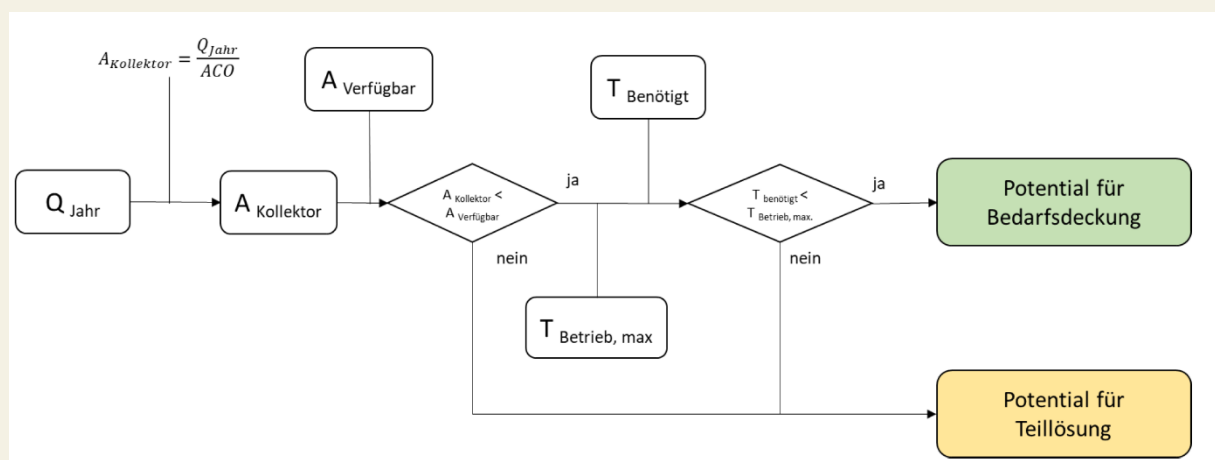 A_Kollektor = Q_Jahr / ACO
A Verfügbar
T Benötigt
Q Jahr
A Kollektor
A Kollektor <
A Verfügbar
ja
T benötigt <
T Betrieb, max.
ja
Potential für
Bedarfsdeckung
nein
nein
T Betrieb, max
Potential für
Teillösung